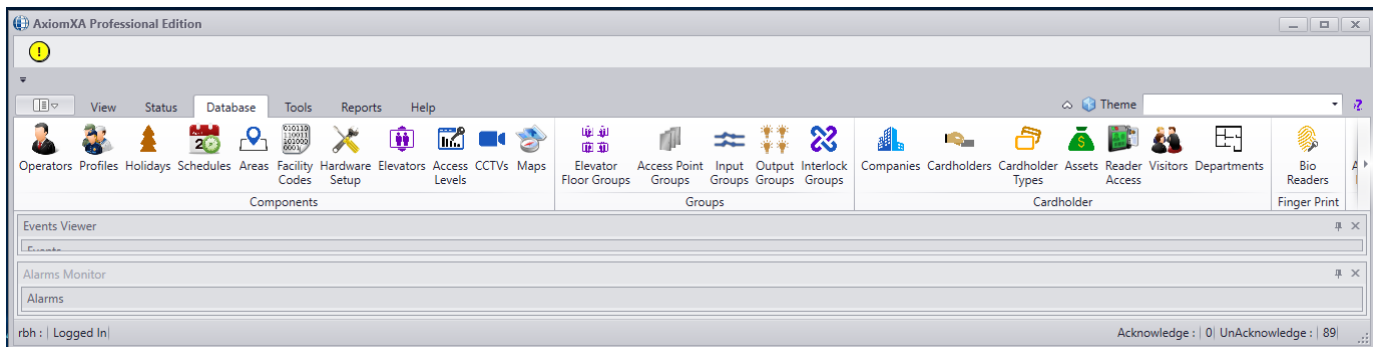 AxiomXA Professional Edition
View Status Database Tools Reports Help Theme
Operators Profiles Holidays Schedules Areas Facility Codes Hardware Setup Elevators Access Levels CCTVs Maps Elevator Floor Groups Access Point Groups Input Groups Output Groups Interlock Groups Companies Cardholders Cardholder Types Assets Reader Access Visitors Departments Bio Readers
Components Groups Cardholder Finger Print
Events Viewer
Events
Alarms Monitor
Alarms
rbh : Logged In Acknowledge : 0 UnAcknowledge : 89